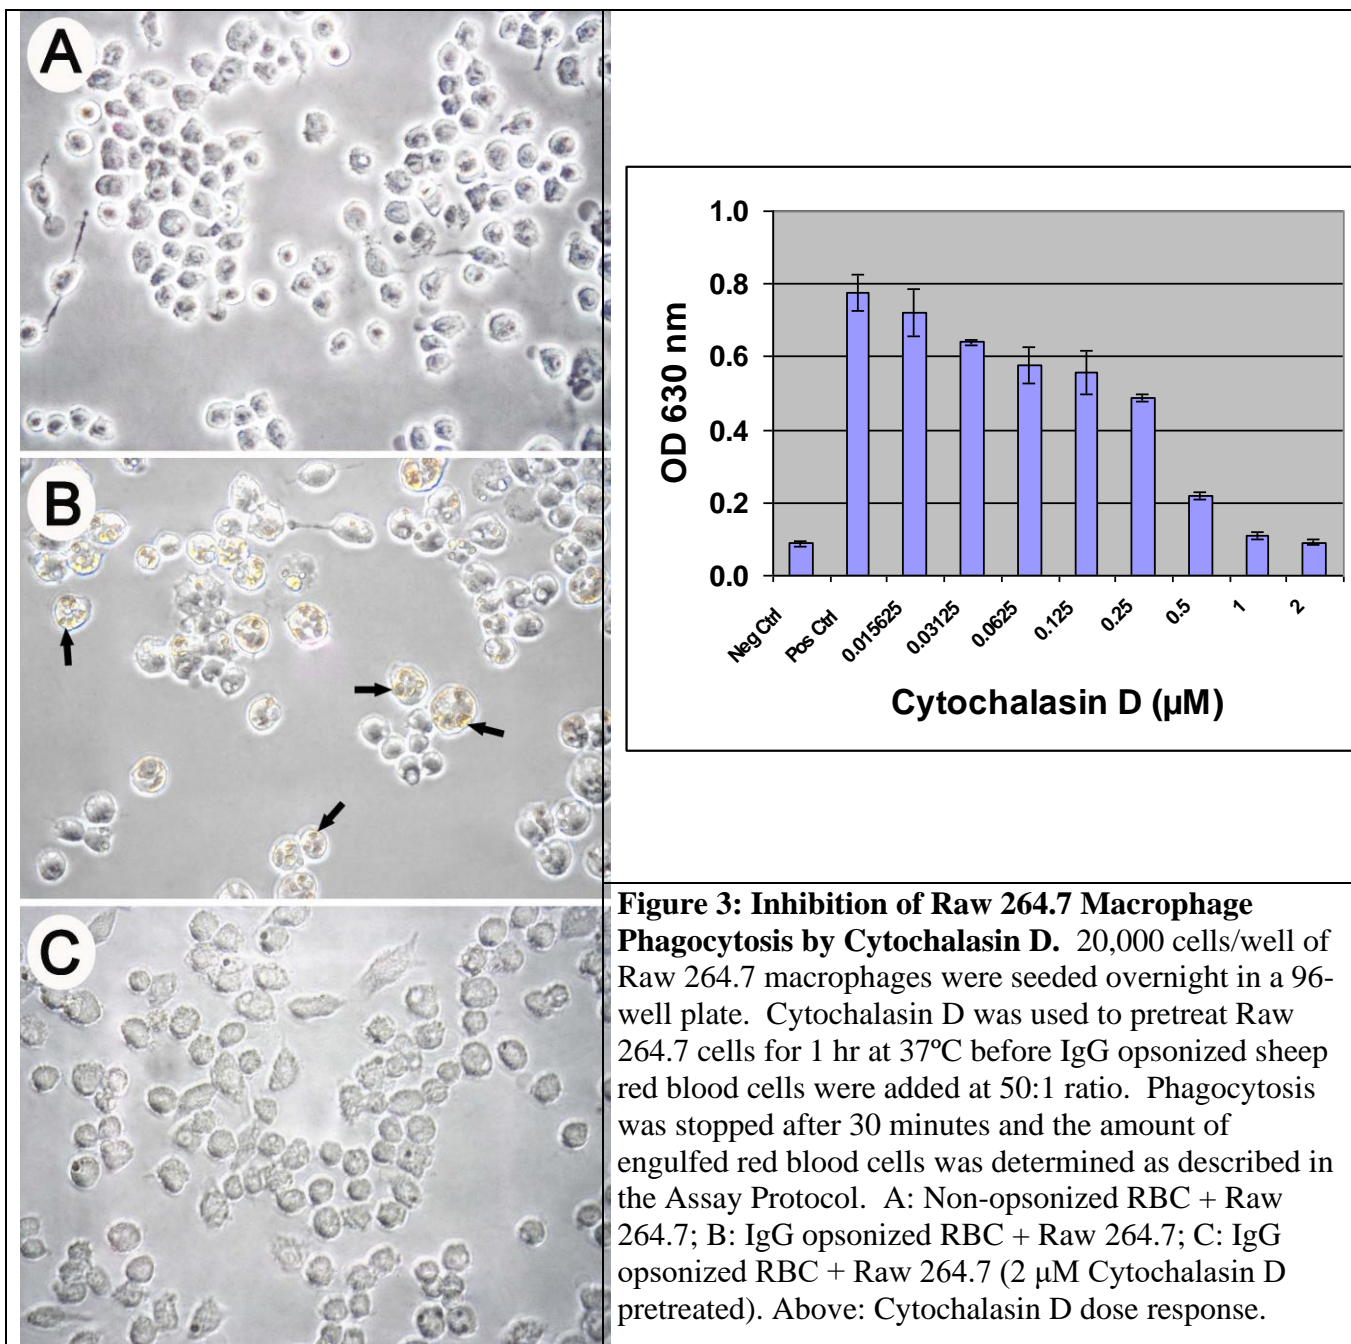 A
B
C
1.0
0.8
0.6
0.4
0.2
0.0
OD 630 nm
Neg Ctrl
Pos Ctrl
0.015625
0.03125
0.0625
0.125
0.25
0.5
1
2
Cytochalasin D (µM)
Figure 3: Inhibition of Raw 264.7 Macrophage
Phagocytosis by Cytochalasin D. 20,000 cells/well of
Raw 264.7 macrophages were seeded overnight in a 96-
well plate. Cytochalasin D was used to pretreat Raw
264.7 cells for 1 hr at 37ºC before IgG opsonized sheep
red blood cells were added at 50:1 ratio. Phagocytosis
was stopped after 30 minutes and the amount of
engulfed red blood cells was determined as described in
the Assay Protocol. A: Non-opsonized RBC + Raw
264.7; B: IgG opsonized RBC + Raw 264.7; C: IgG
opsonized RBC + Raw 264.7 (2 µM Cytochalasin D
pretreated). Above: Cytochalasin D dose response.